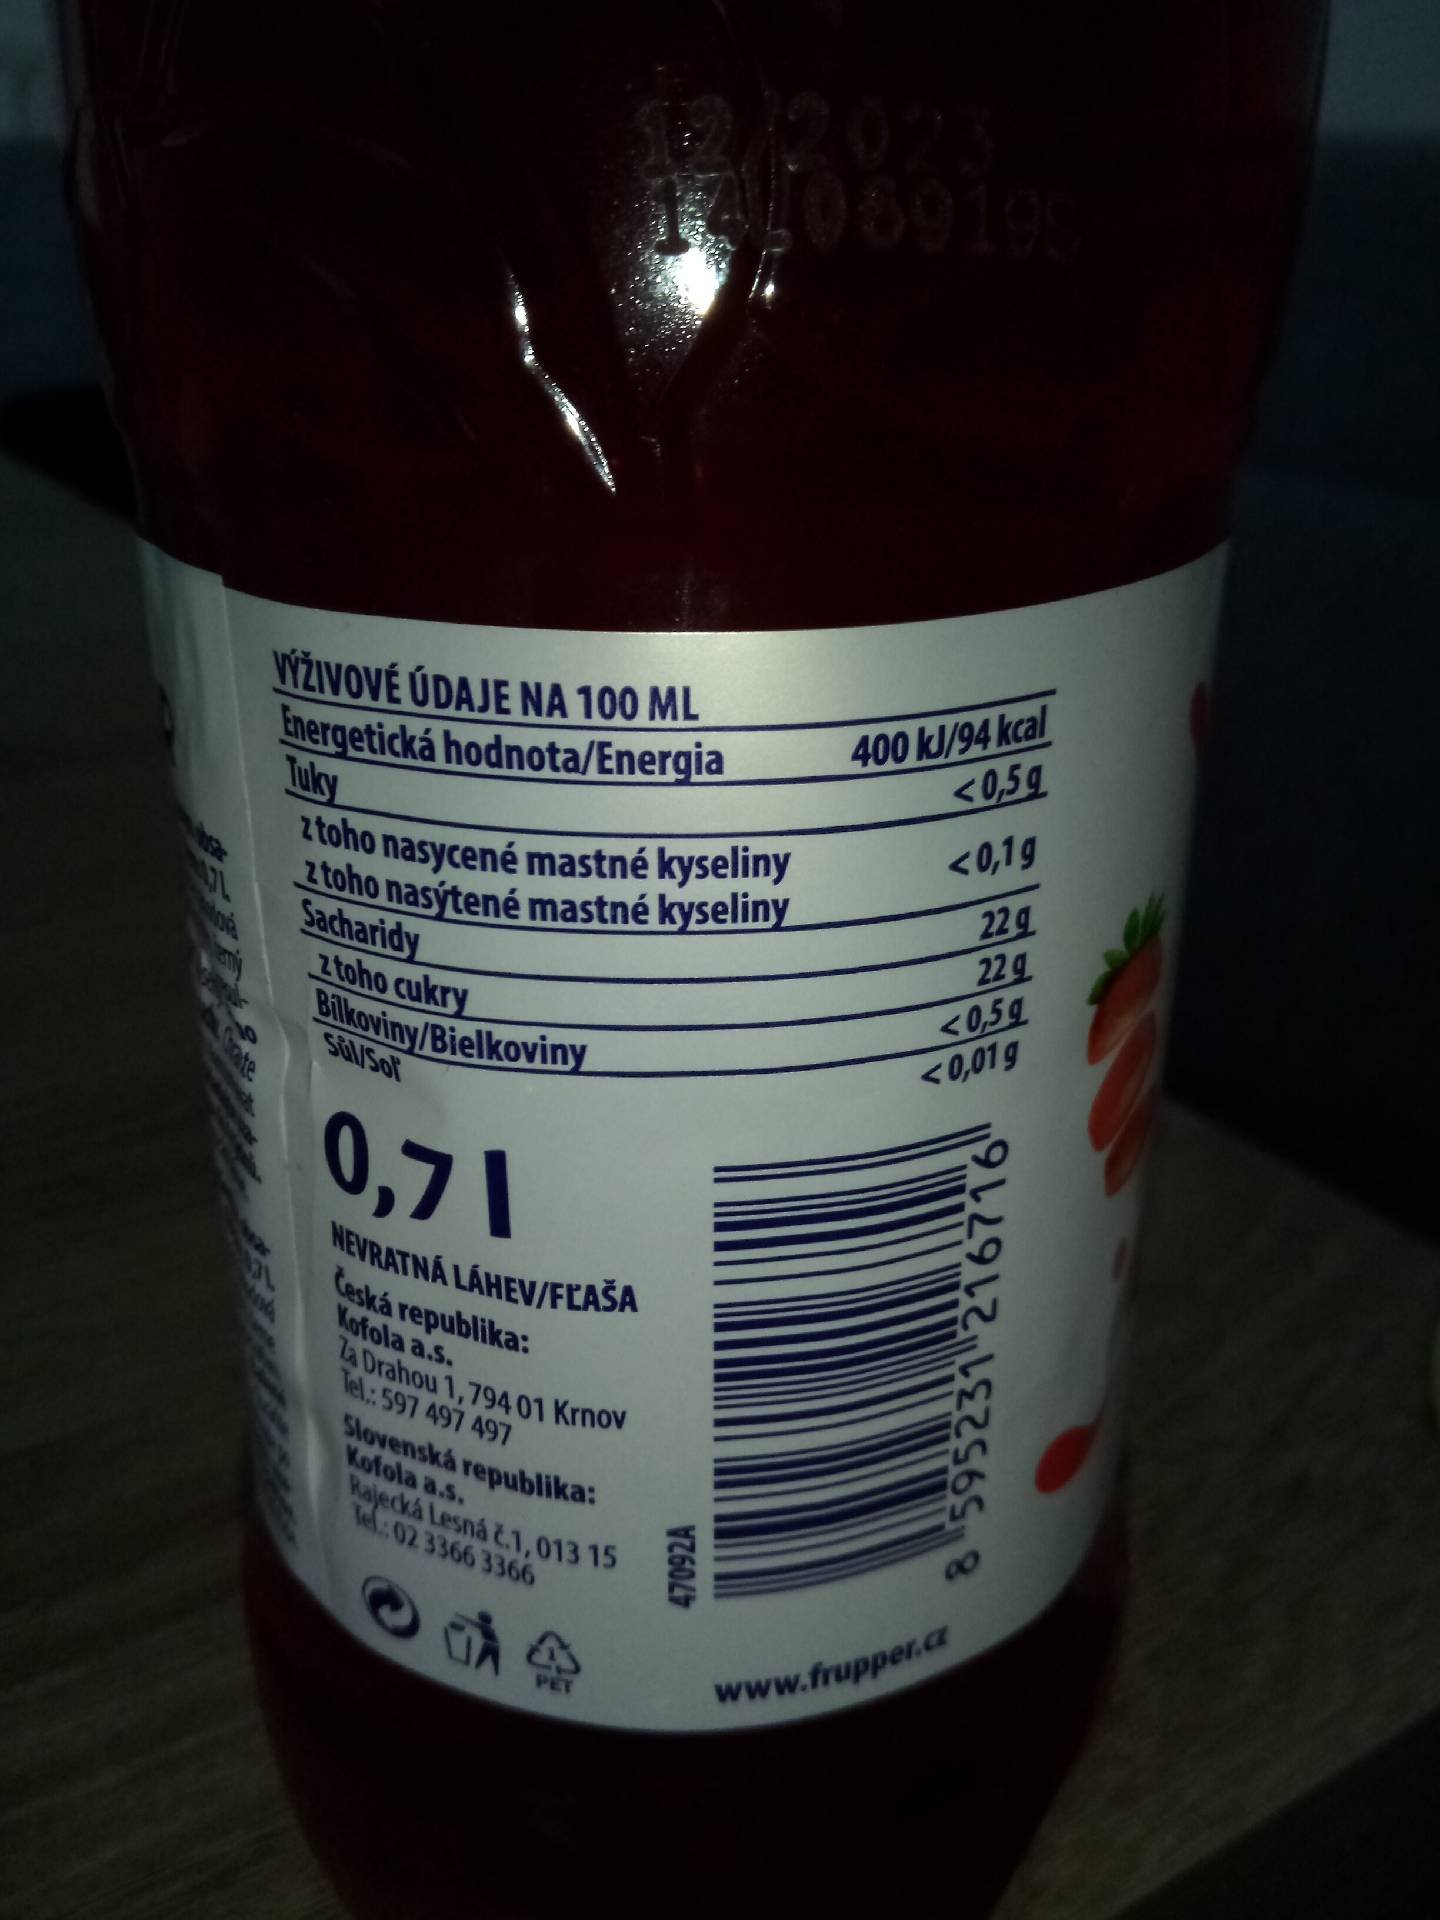 12/2023
VÝŽIVOVÉ ÚDAJE NA 100 ML
Energetická hodnota/Energia 400 kJ/94 kcal
Tuky < 0,5 g
z toho nasycené mastné kyseliny < 0,1 g
z toho nasýtené mastné kyseliny
Sacharidy 22 g
z toho cukry 22 g
Bílkoviny/Bielkoviny < 0,5 g
Sůl/Soľ < 0,01 g
0,7 l
NEVRATNÁ LÁHEV/FĽAŠA
Česká republika:
Kofola a.s.
Za Drahou 1, 794 01 Krnov
Tel.: 597 497 497
Slovenská republika:
Kofola a.s.
Rajecká Lesná č.1, 013 15
Tel.: 02 3366 3366
1
PET
47092A
8 595231 216716
www.frupper.cz